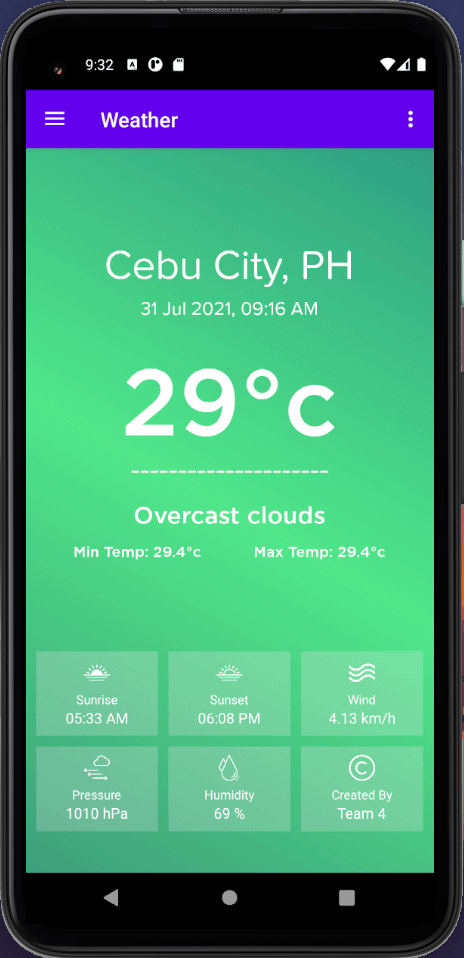 9:32
Weather
Cebu City, PH
31 Jul 2021, 09:16 AM
29°c
---------------------
Overcast clouds
Min Temp: 29.4°c Max Temp: 29.4°c
Sunrise Sunset Wind
05:33 AM 06:08 PM 4.13 km/h
Pressure Humidity Created By
1010 hPa 69 % Team 4